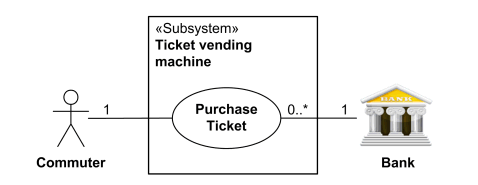 «Subsystem»
Ticket vending
machine
1
Purchase
Ticket
0..*
1
BANK
Commuter
Bank